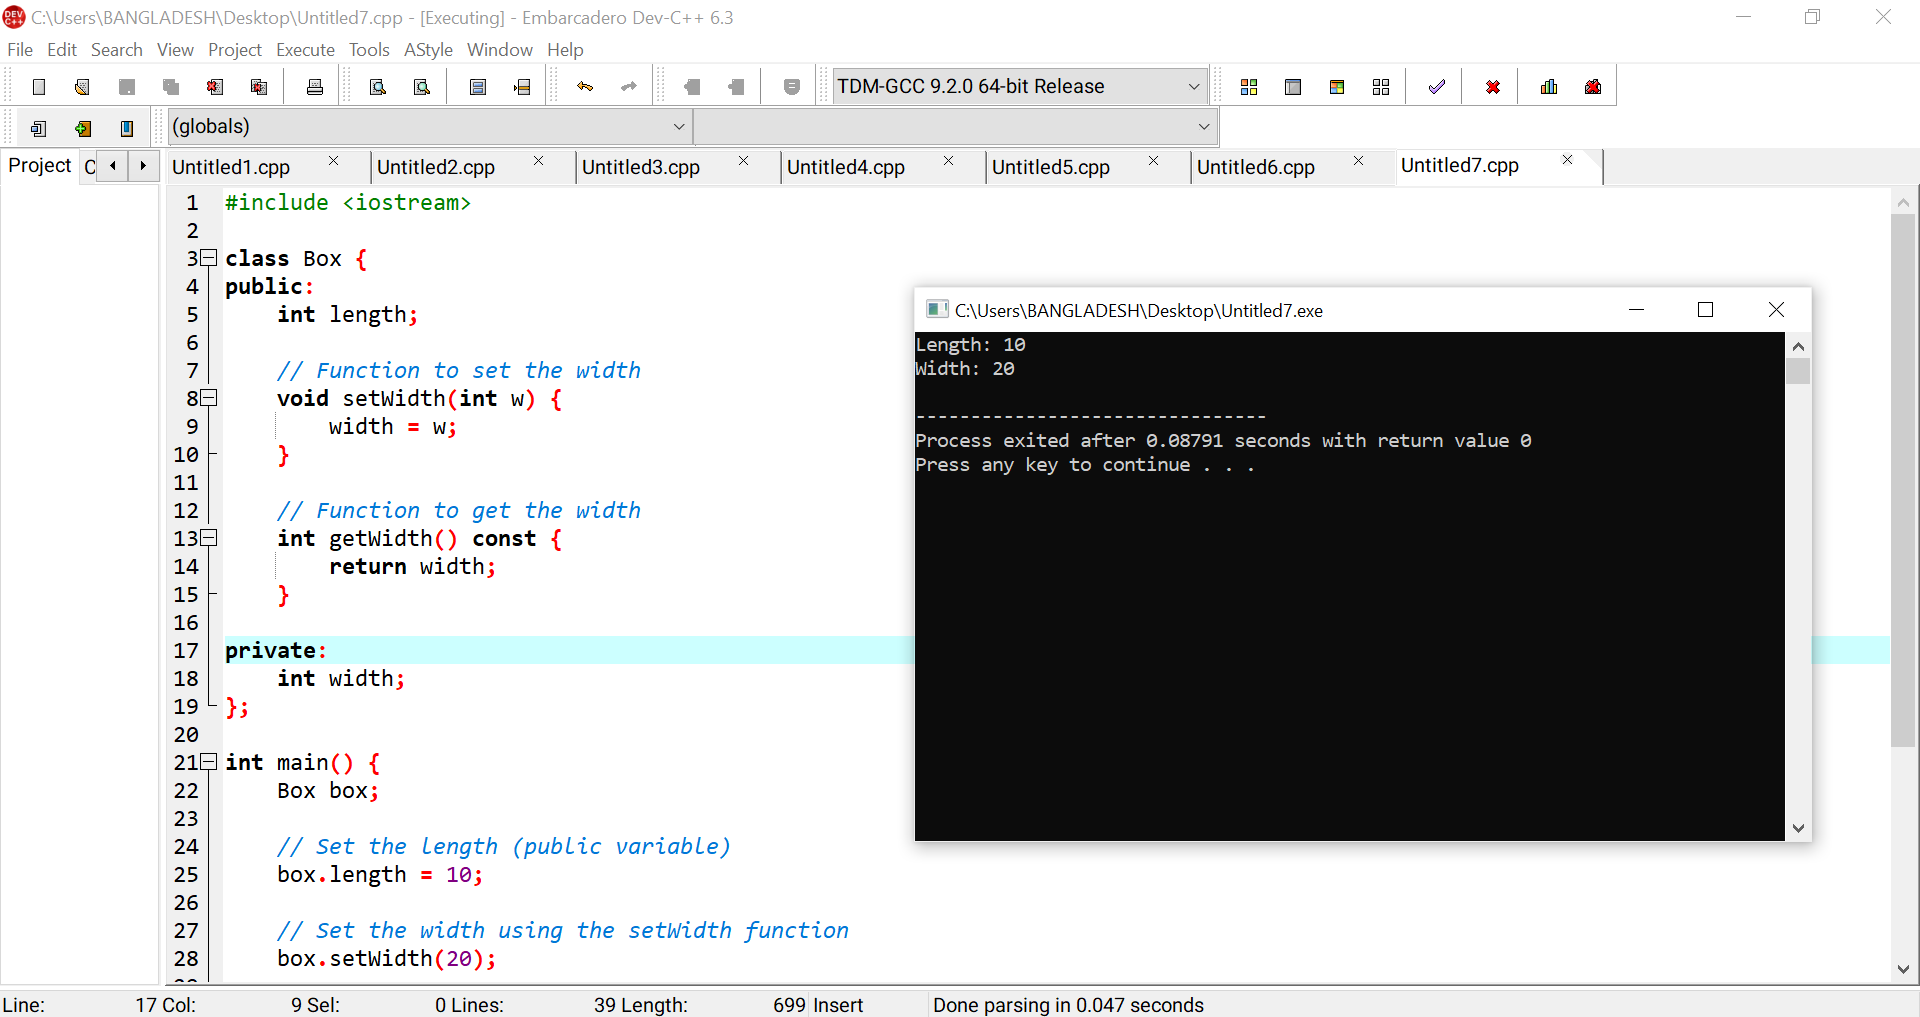 C:\Users\BANGLADESH\Desktop\Untitled7.cpp - [Executing] - Embarcadero Dev-C++ 6.3
File Edit Search View Project Execute Tools AStyle Window Help
TDM-GCC 9.2.0 64-bit Release
(globals)
Project C
Untitled1.cpp Untitled2.cpp Untitled3.cpp Untitled4.cpp Untitled5.cpp Untitled6.cpp Untitled7.cpp
1 #include <iostream>
2
3 class Box {
4 public:
5     int length;
6
7     // Function to set the width
8     void setWidth(int w) {
9         width = w;
10     }
11
12     // Function to get the width
13     int getWidth() const {
14         return width;
15     }
16
17 private:
18     int width;
19 };
20
21 int main() {
22     Box box;
23
24     // Set the length (public variable)
25     box.length = 10;
26
27     // Set the width using the setWidth function
28     box.setWidth(20);
C:\Users\BANGLADESH\Desktop\Untitled7.exe
Length: 10
Width: 20
--------------------------------
Process exited after 0.08791 seconds with return value 0
Press any key to continue . . .
Line: 17 Col: 9 Sel: 0 Lines: 39 Length: 699 Insert Done parsing in 0.047 seconds